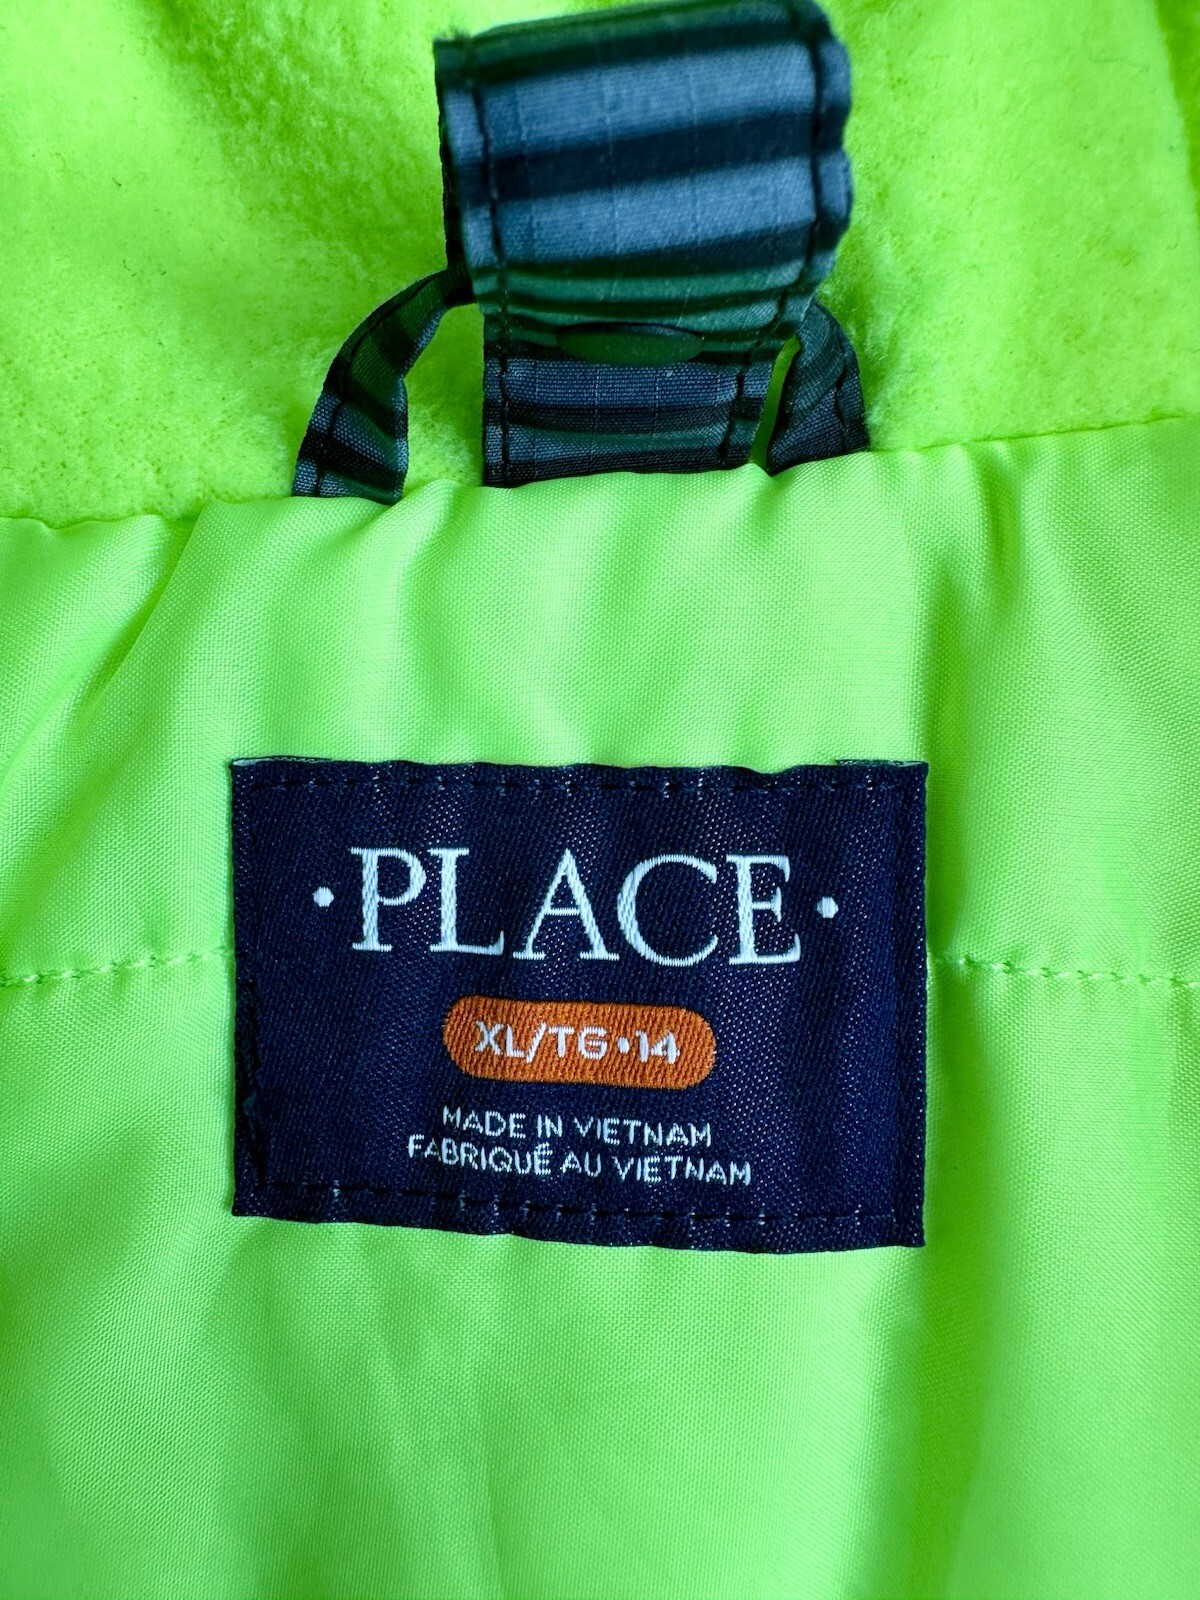 ·PLACE·
XL/TG·14
MADE IN VIETNAM
FABRIQUÉ AU VIETNAM